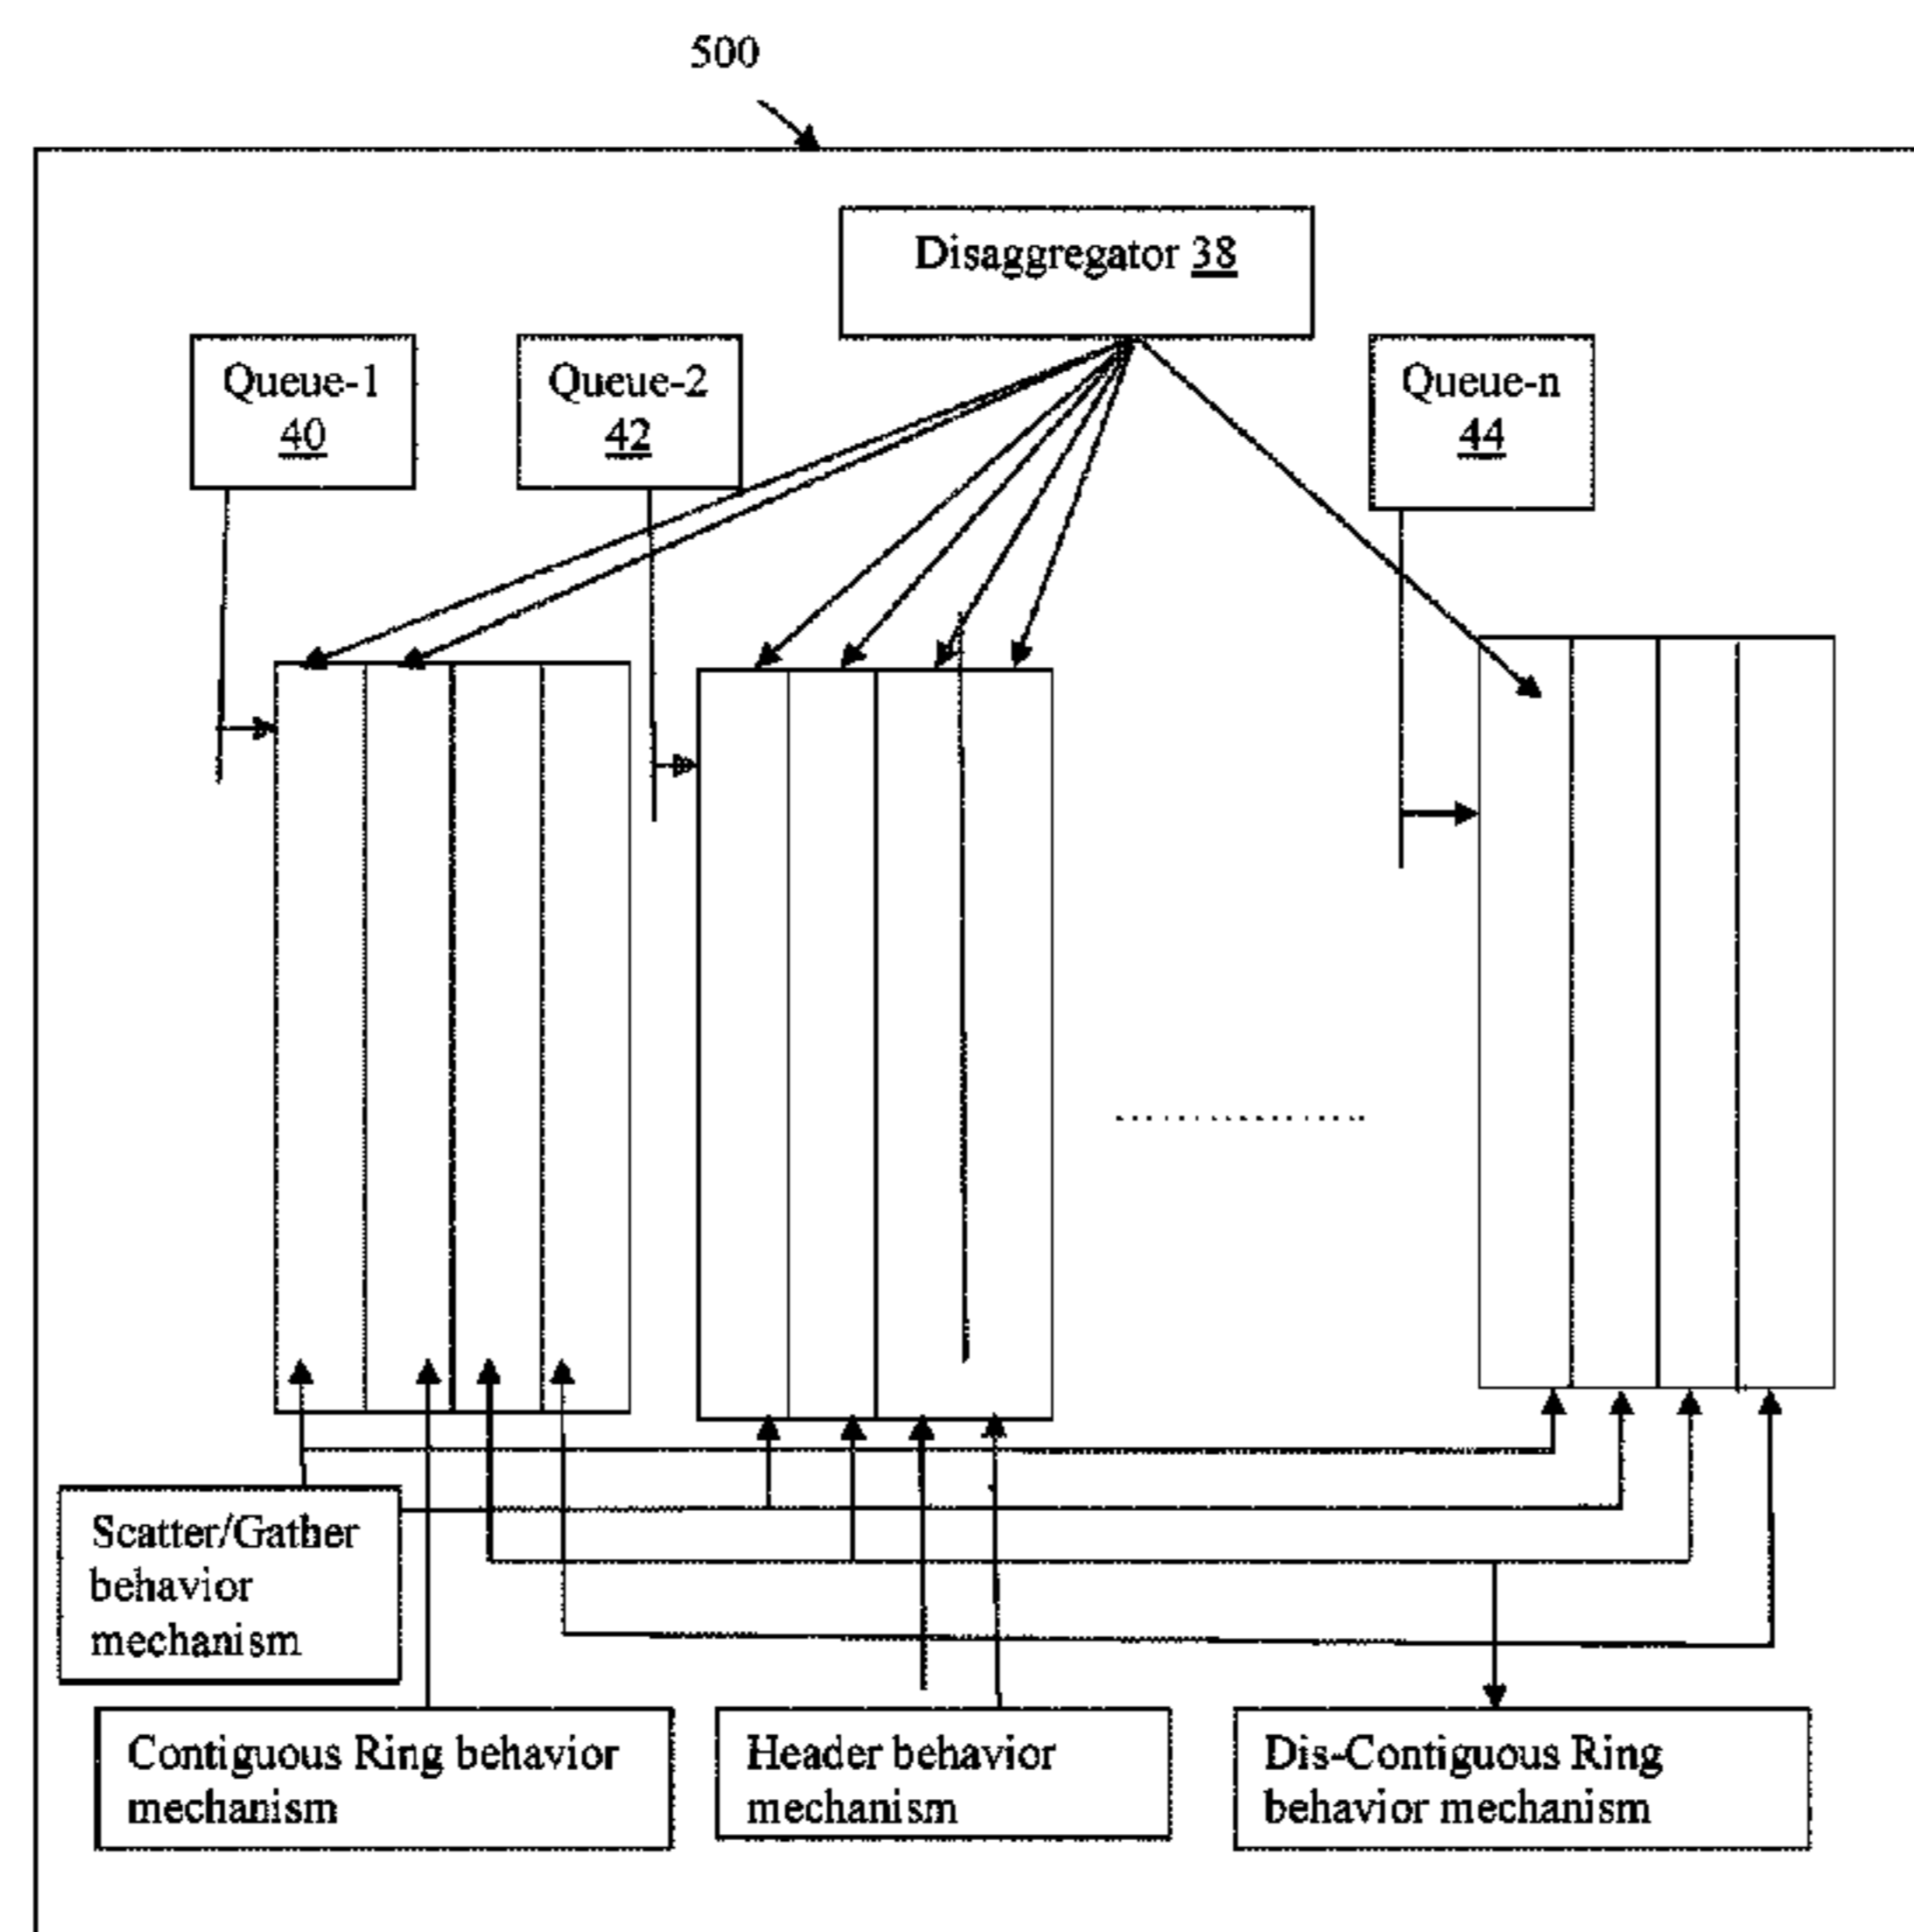 500
Disaggregator 38
Queue-1
40
Queue-2
42
Queue-n
44
Scatter/Gather
behavior
mechanism
Contiguous Ring behavior
mechanism
Header behavior
mechanism
Dis-Contiguous Ring
behavior mechanism